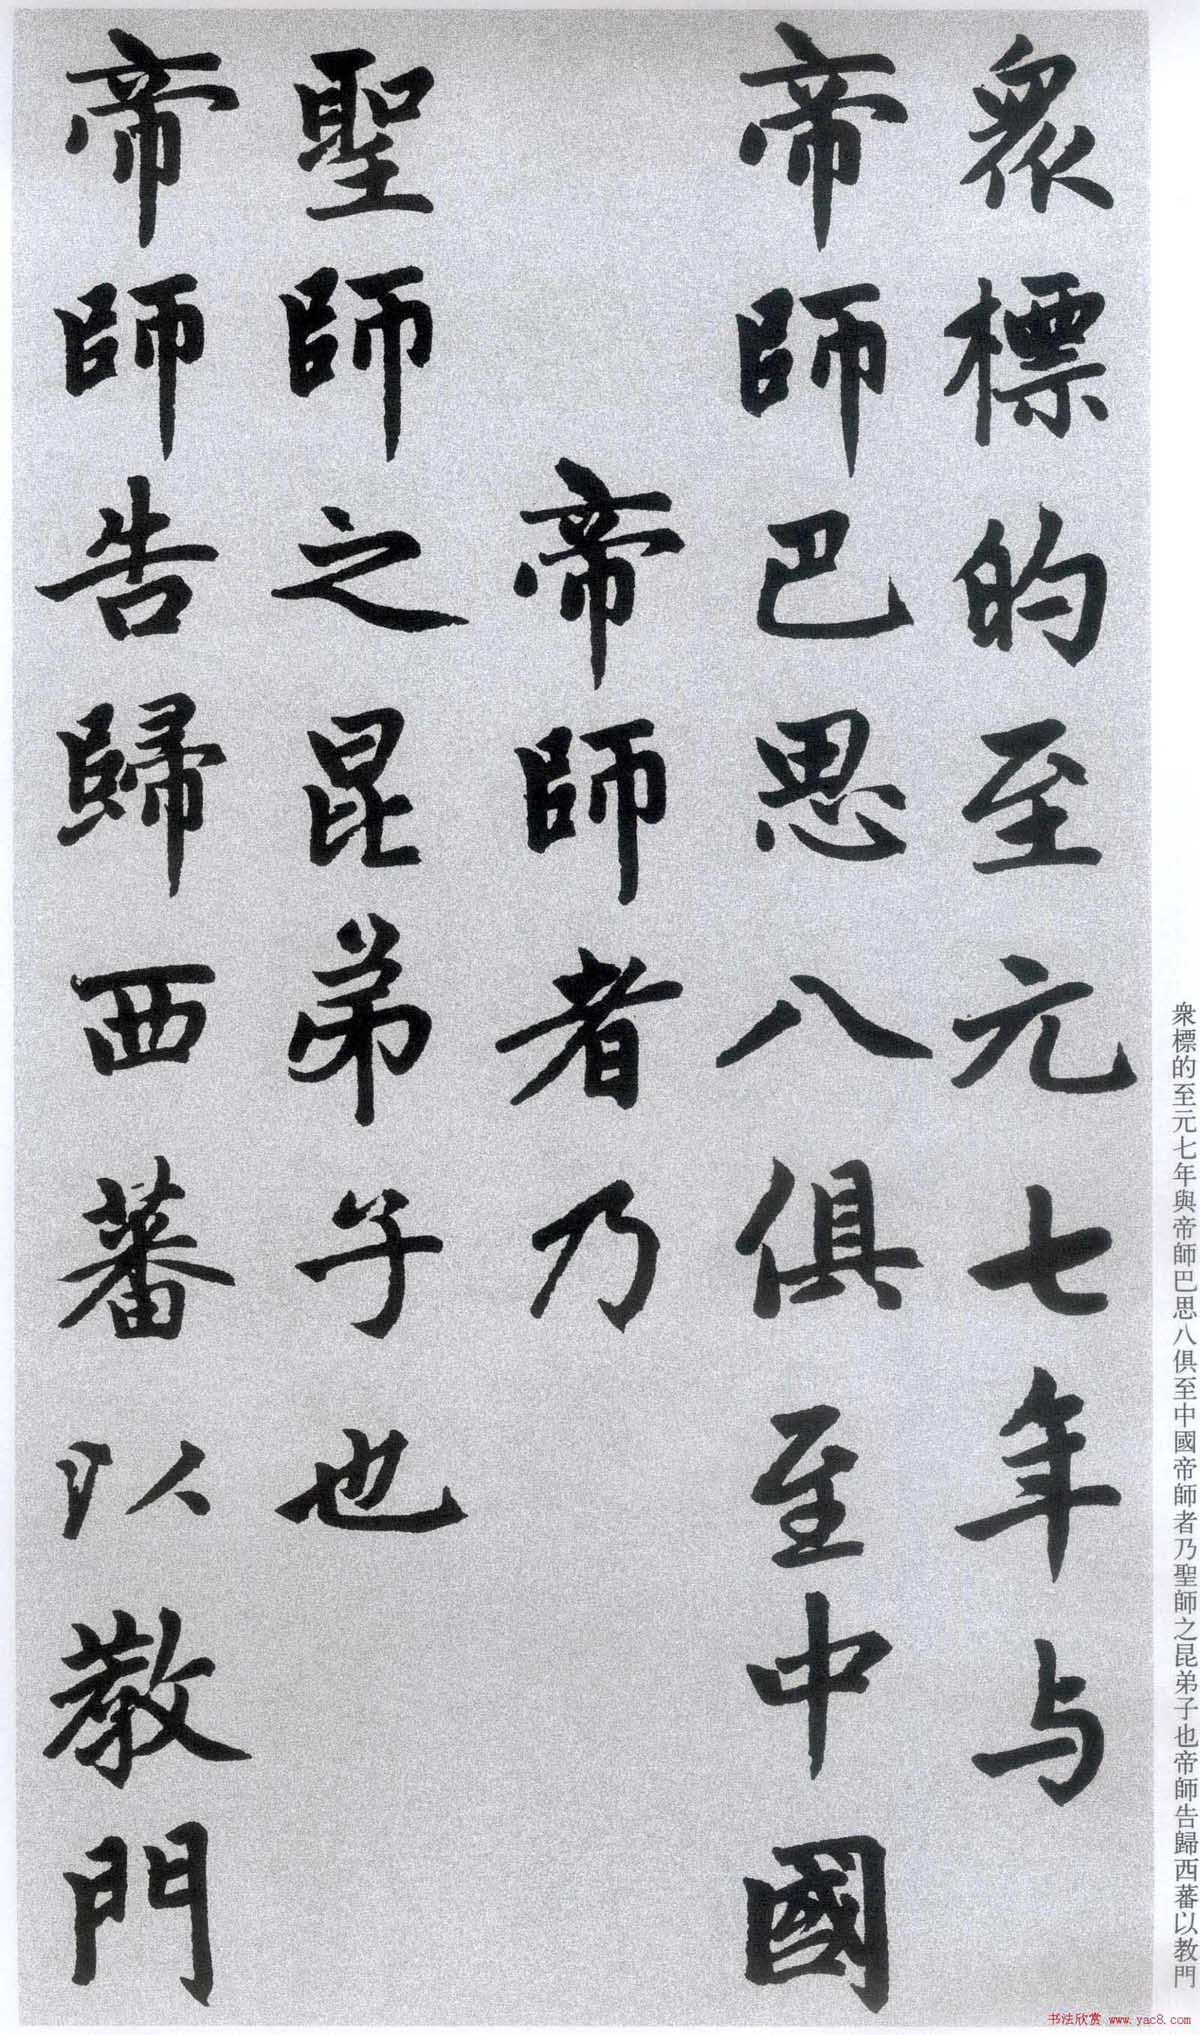 衆標的至元七年与
帝師巴思八俱至中國
帝師者乃
聖師之昆弟子也
帝師告歸西蕃以教門
衆標的至元七年與帝師巴思八俱至中國帝師者乃聖師之昆弟子也帝師告歸西蕃以教門
书法欣赏 www.yac8.com